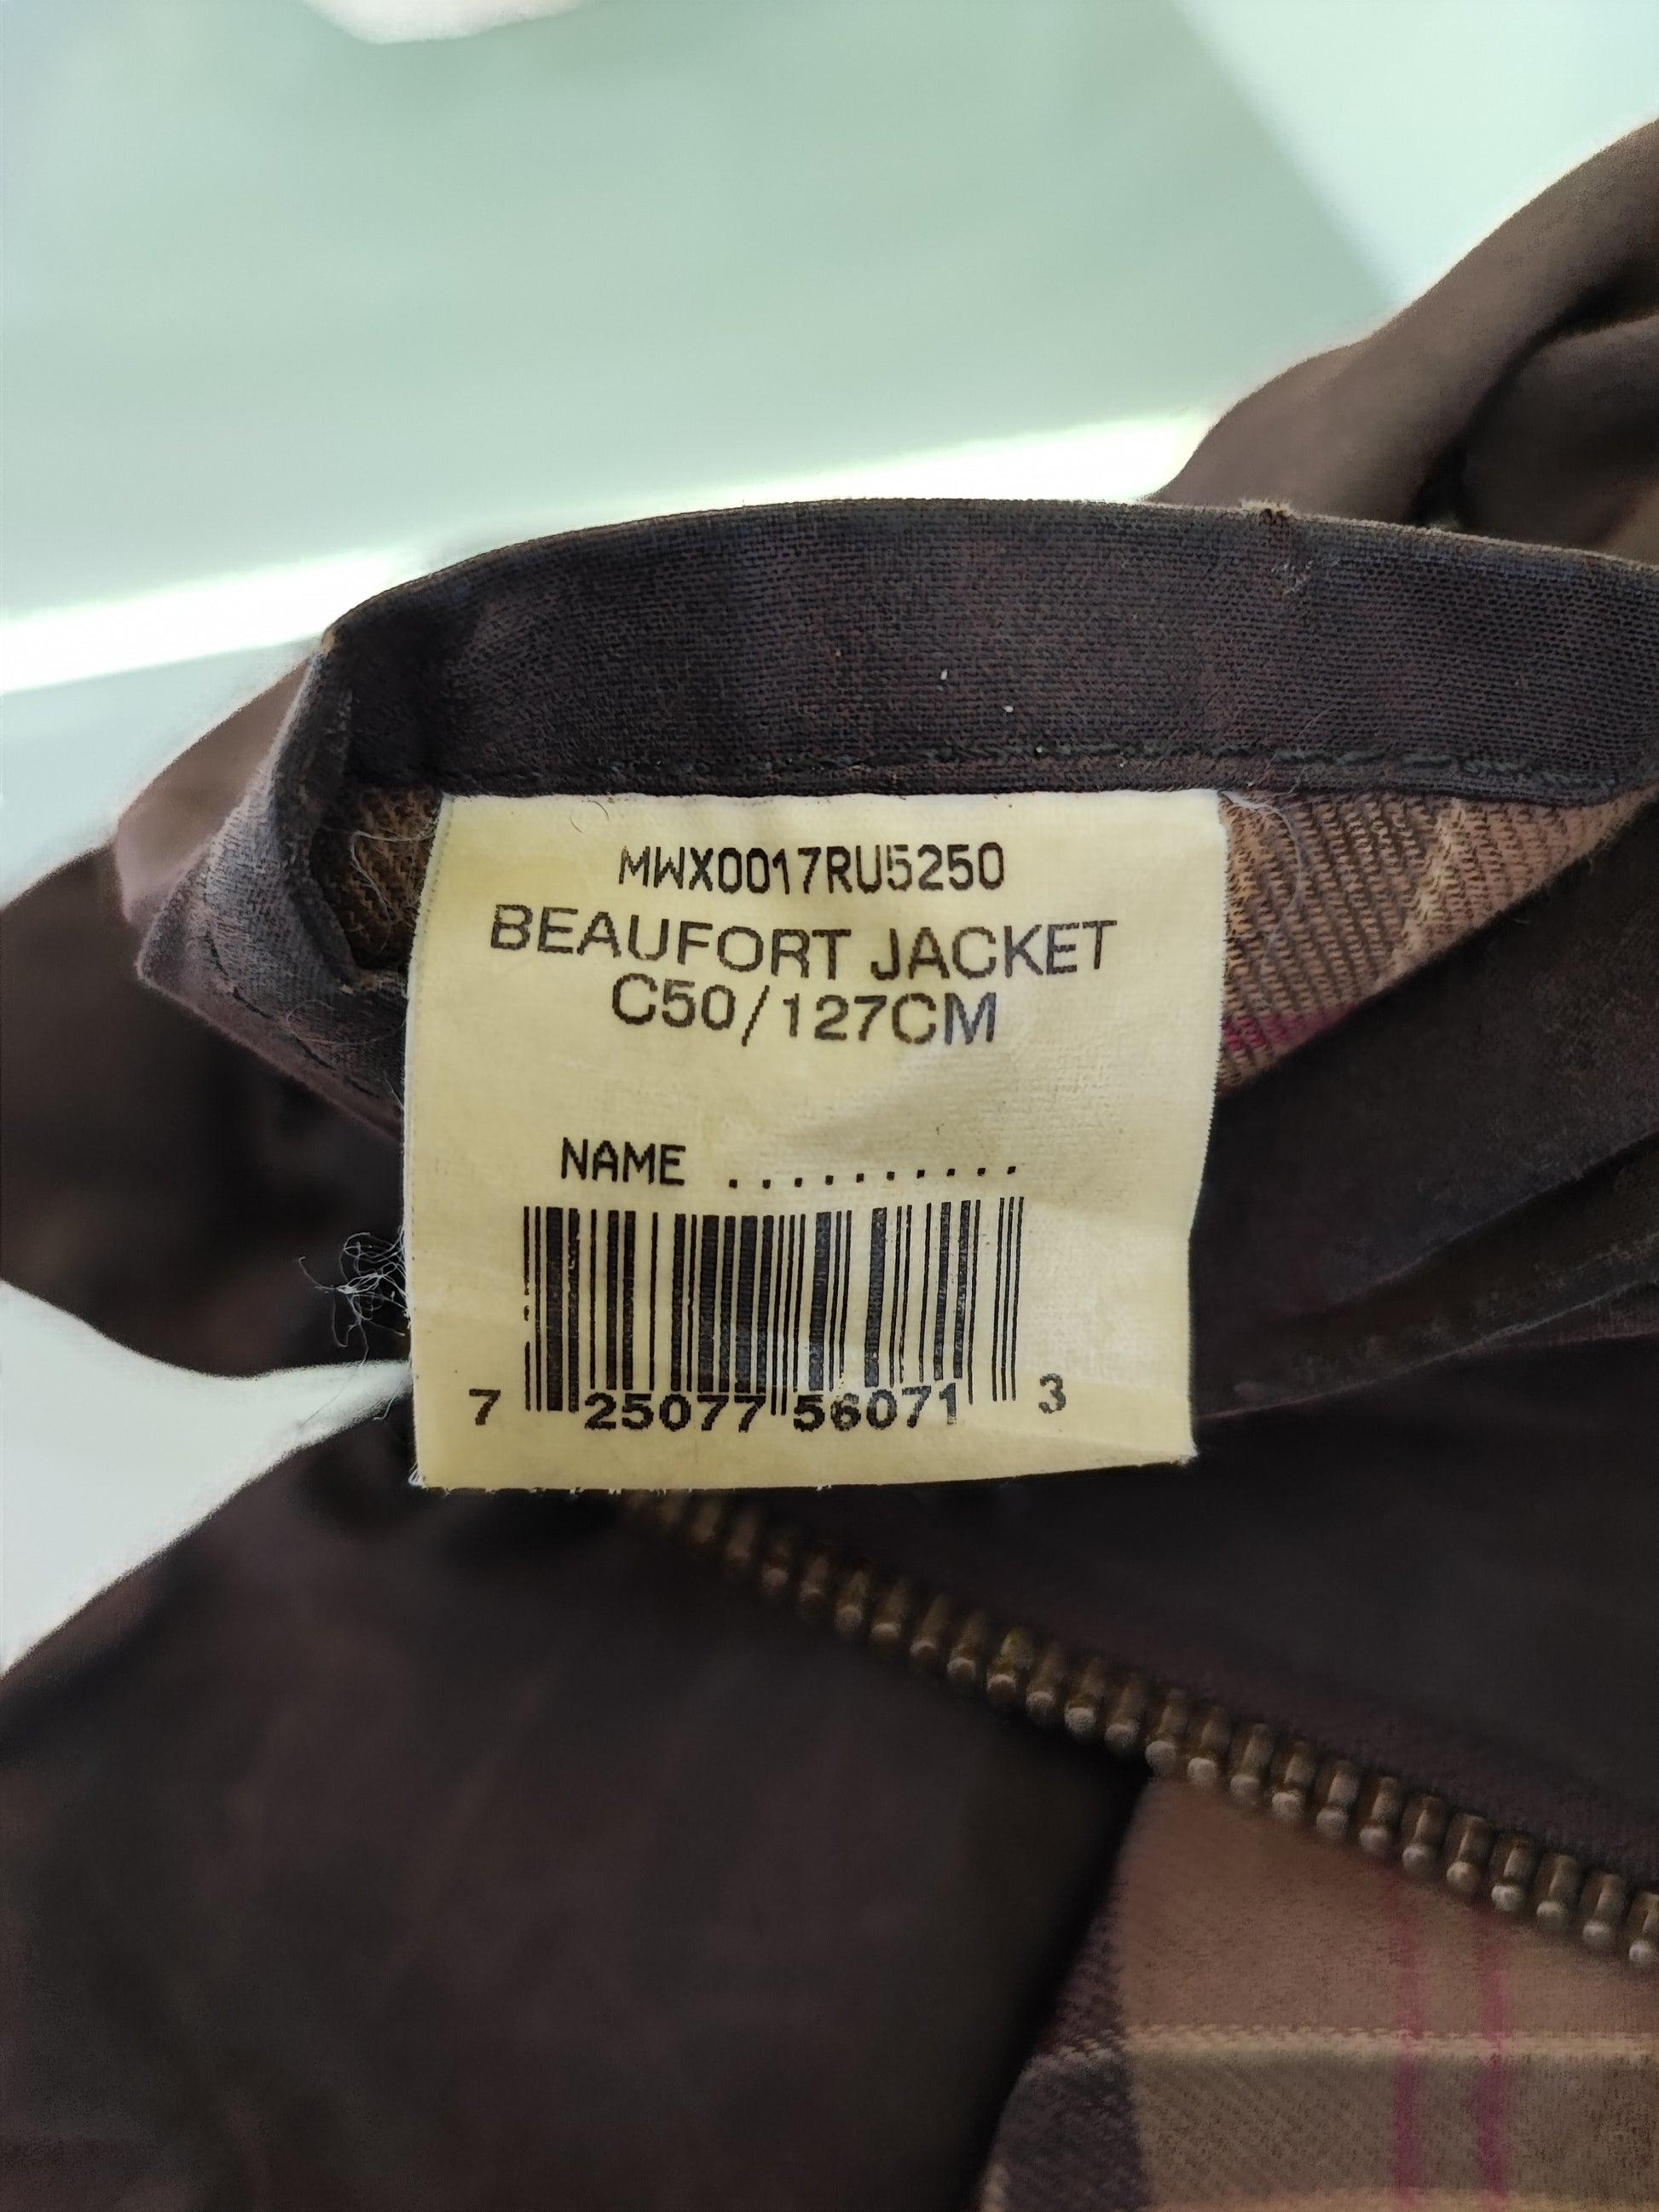 MWX0017RU5250
BEAUFORT JACKET
C50/127CM
NAME ...........
7 25077 56071 3